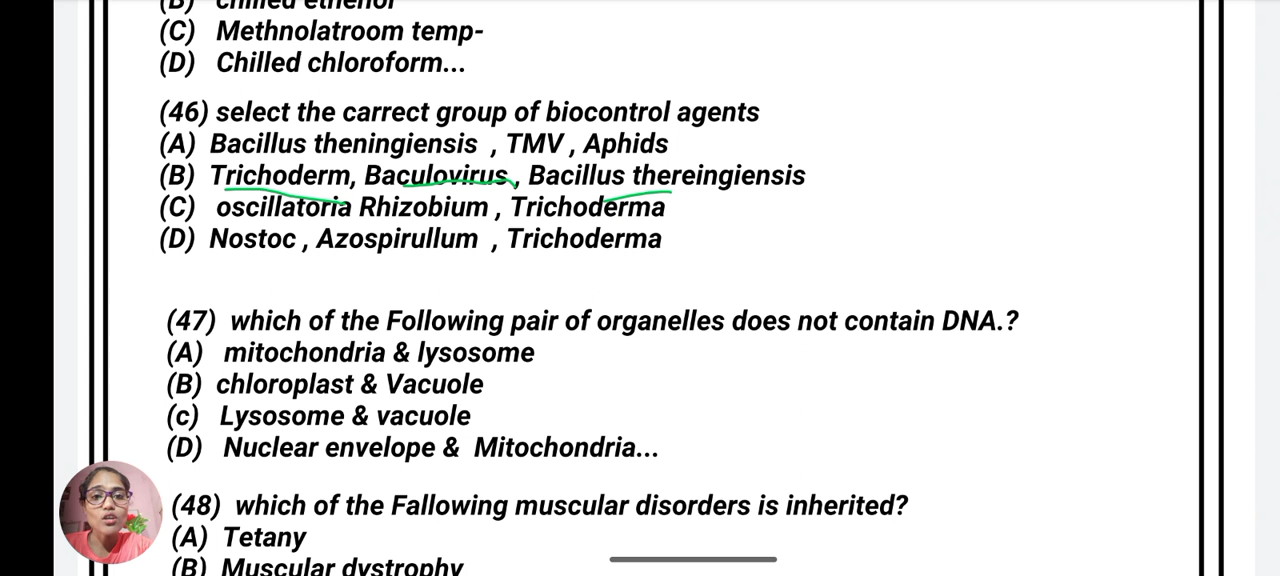 (B) chilled ethenol
(C) Methnolatroom temp-
(D) Chilled chloroform...
(46) select the carrect group of biocontrol agents
(A) Bacillus theningiensis , TMV , Aphids
(B) Trichoderm, Baculovirus , Bacillus thereingiensis
(C) oscillatoria Rhizobium , Trichoderma
(D) Nostoc , Azospirullum , Trichoderma
(47) which of the Following pair of organelles does not contain DNA.?
(A) mitochondria & lysosome
(B) chloroplast & Vacuole
(c) Lysosome & vacuole
(D) Nuclear envelope & Mitochondria...
(48) which of the Fallowing muscular disorders is inherited?
(A) Tetany
(B) Muscular dystrophy